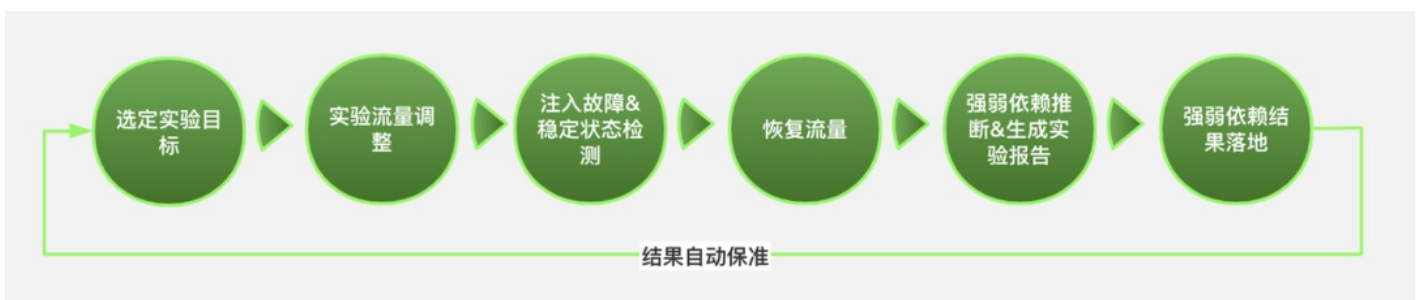 选定实验目
标
实验流量调
整
注入故障&
稳定状态检
测
恢复流量
强弱依赖推
断&生成实
验报告
强弱依赖结
果落地
结果自动保准